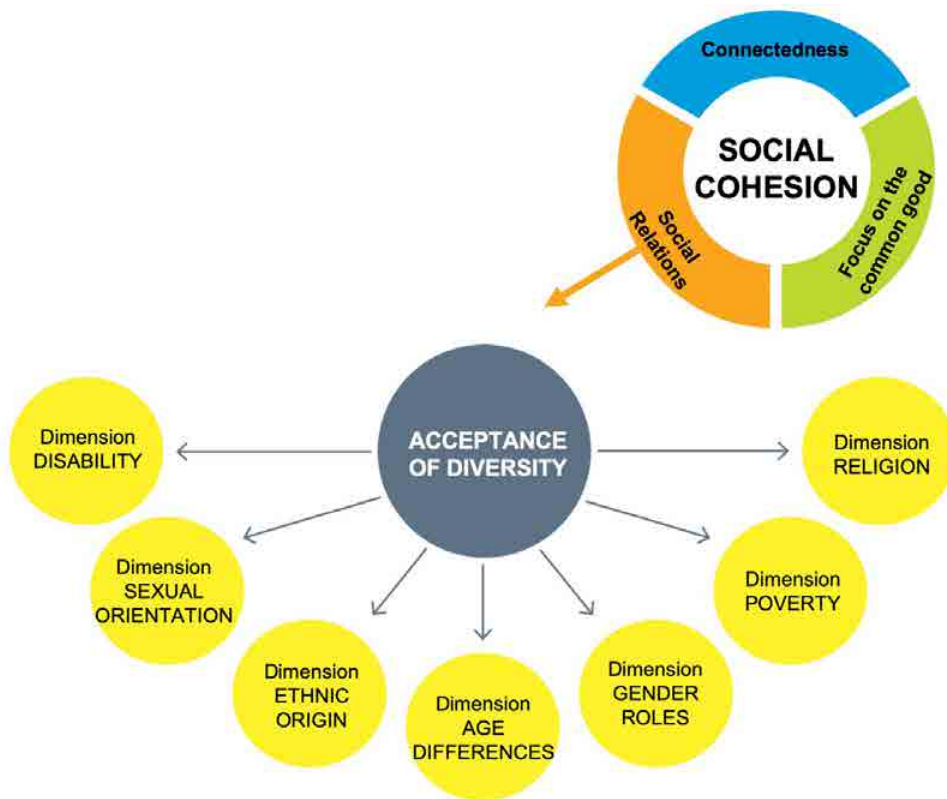 Connectedness
SOCIAL
COHESION
Social
Relations
Focus on the
common good
ACCEPTANCE
OF DIVERSITY
Dimension
DISABILITY
Dimension
SEXUAL
ORIENTATION
Dimension
ETHNIC
ORIGIN
Dimension
AGE
DIFFERENCES
Dimension
GENDER
ROLES
Dimension
POVERTY
Dimension
RELIGION